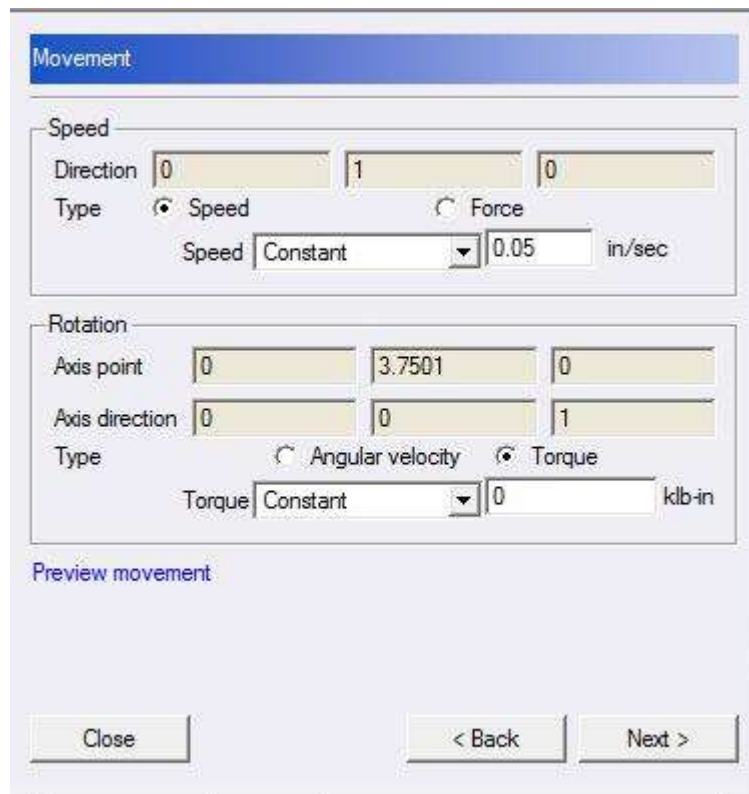 Movement
Speed
Direction 0 1 0
Type Speed Force
Speed Constant 0.05 in/sec
Rotation
Axis point 0 3.7501 0
Axis direction 0 0 1
Type Angular velocity Torque
Torque Constant 0 klb-in
Preview movement
Close < Back Next >